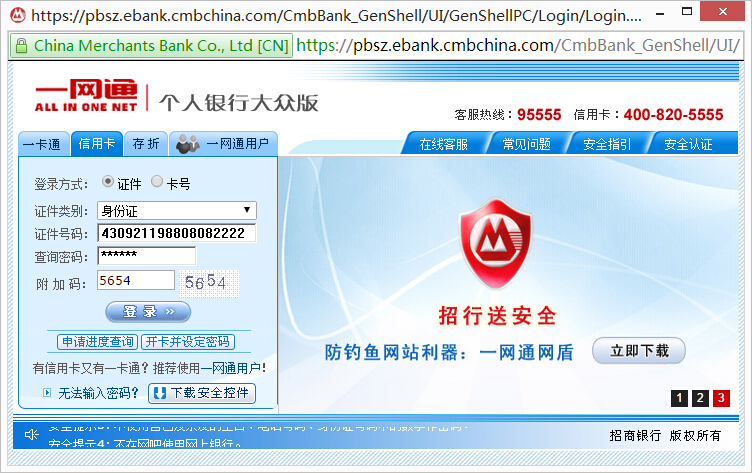 https://pbsz.ebank.cmbchina.com/CmbBank_GenShell/UI/GenShellPC/Login/Login....
China Merchants Bank Co., Ltd [CN] https://pbsz.ebank.cmbchina.com/CmbBank_GenShell/UI/
一网通
ALL IN ONE NET
个人银行大众版
客服热线：95555 信用卡：400-820-5555
一卡通 信用卡 存 折 一网通用户
在线客服 常见问题 安全指引 安全认证
登录方式： 证件 卡号
证件类别： 身份证
证件号码： 430921198808082222
查询密码： ******
附 加 码： 5654 5654
登 录
申请进度查询 开卡并设定密码
有信用卡又有一卡通？推荐使用一网通用户！
无法输入密码？ 下载安全控件
招行送安全
防钓鱼网站利器：一网通网盾 立即下载
1 2 3
安全提示4：不在网吧使用网上银行。
招商银行 版权所有